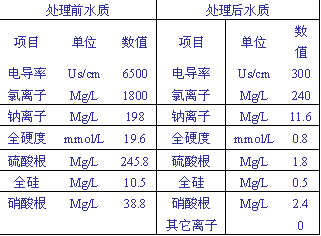 处理前水质 处理后水质
项目 单位 数值 项目 单位 数值
电导率 Us/cm 6500 电导率 Us/cm 300
氯离子 Mg/L 1800 氯离子 Mg/L 240
钠离子 Mg/L 198 钠离子 Mg/L 11.6
全硬度 mmol/L 19.6 全硬度 mmol/L 0.8
硫酸根 Mg/L 245.8 硫酸根 Mg/L 1.8
全硅 Mg/L 10.5 全硅 Mg/L 0.5
硝酸根 Mg/L 38.8 硝酸根 Mg/L 2.4
其它离子 0